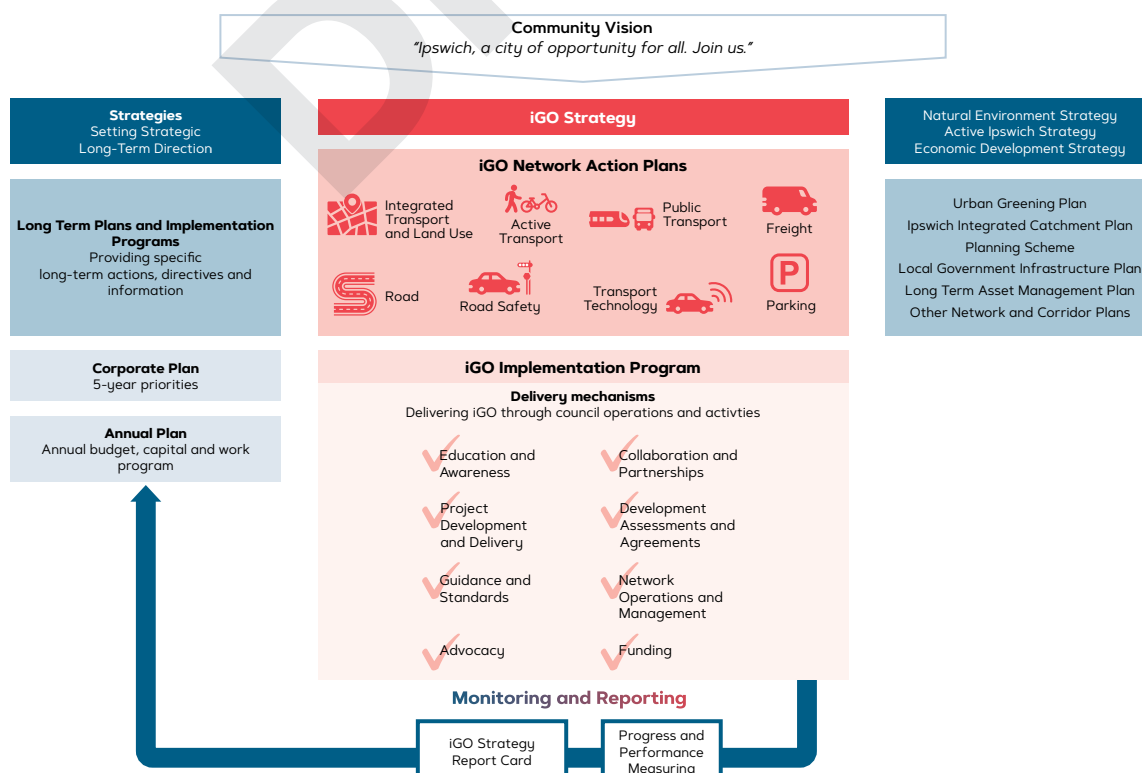 Community Vision
“Ipswich, a city of opportunity for all. Join us.”
Strategies
Setting Strategic
Long-Term Direction
Long Term Plans and Implementation
Programs
Providing specific
long-term actions, directives and
information
Corporate Plan
5-year priorities
Annual Plan
Annual budget, capital and work
program
iGO Strategy
iGO Network Action Plans
Integrated
Transport
and Land Use
Active
Transport
Public
Transport
Freight
Road
Road Safety
Transport
Technology
P
Parking
iGO Implementation Program
Delivery mechanisms
Delivering iGO through council operations and activties
Education and
Awareness
Collaboration and
Partnerships
Project
Development
and Delivery
Development
Assessments and
Agreements
Guidance and
Standards
Network
Operations and
Management
Advocacy
Funding
Natural Environment Strategy
Active Ipswich Strategy
Economic Development Strategy
Urban Greening Plan
Ipswich Integrated Catchment Plan
Planning Scheme
Local Government Infrastructure Plan
Long Term Asset Management Plan
Other Network and Corridor Plans
Monitoring and Reporting
iGO Strategy
Report Card
Progress and
Performance
Measuring